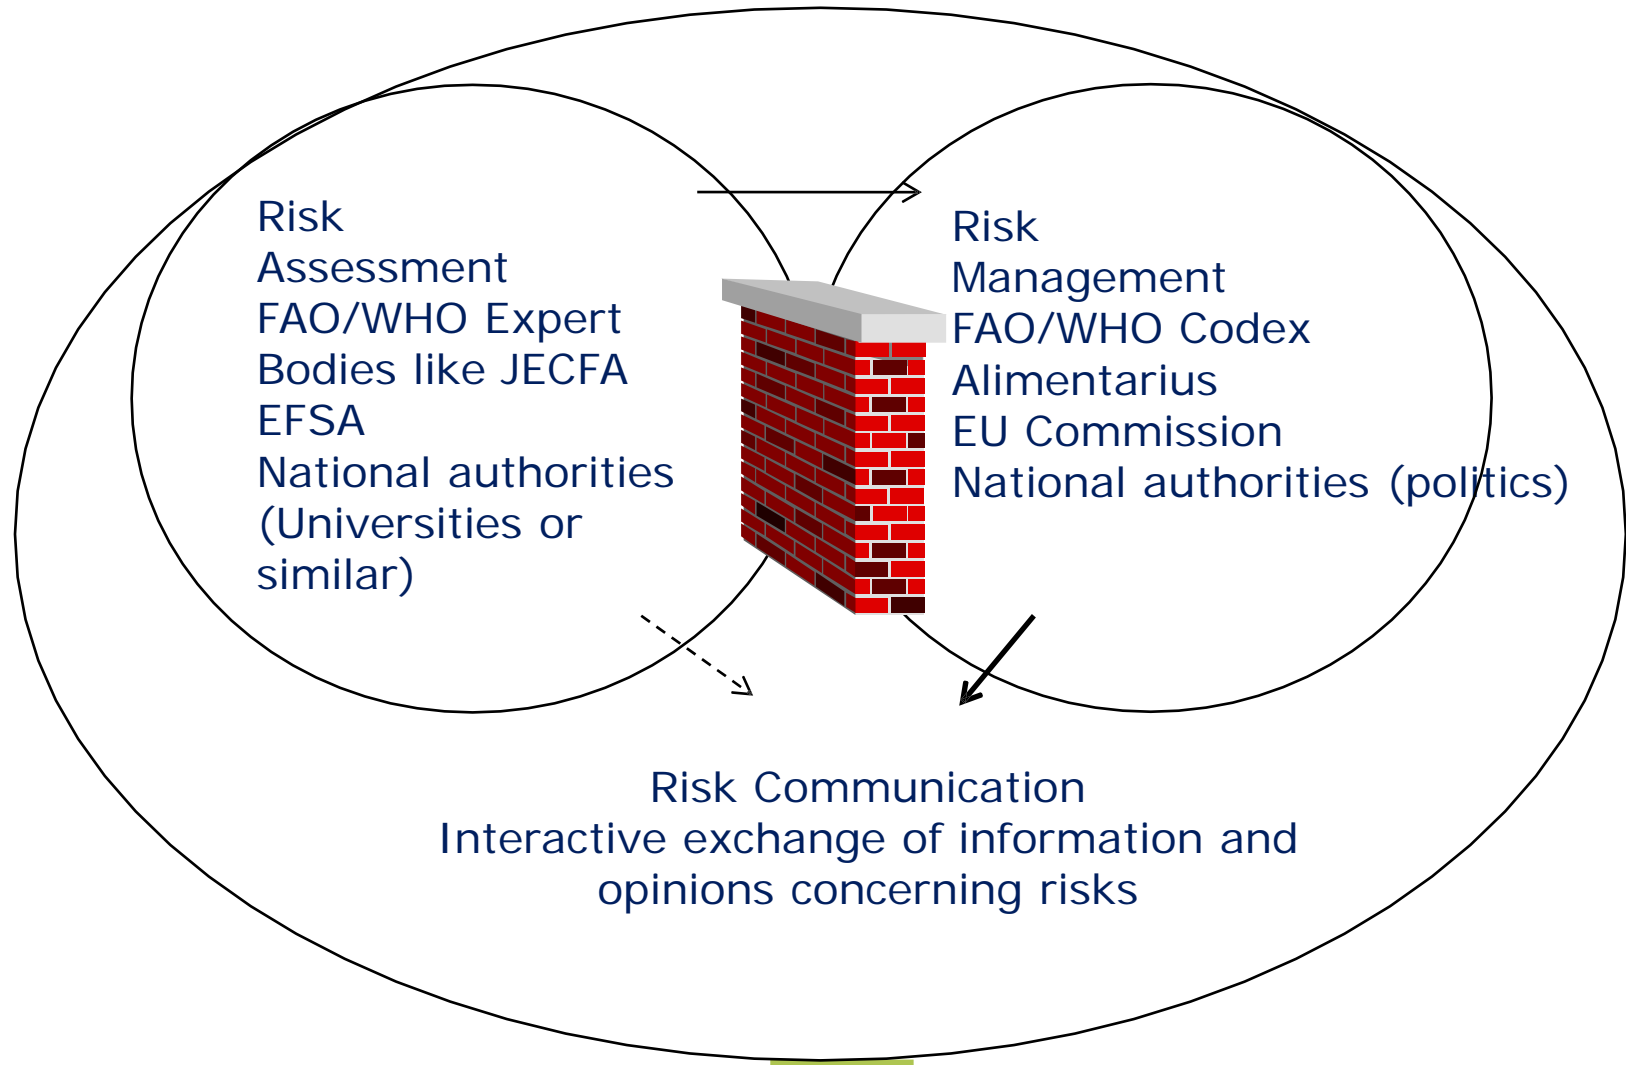 Risk
Assessment
FAO/WHO Expert
Bodies like JECFA
EFSA
National authorities
(Universities or
similar)
Risk
Management
FAO/WHO Codex
Alimentarius
EU Commission
National authorities (politics)
Risk Communication
Interactive exchange of information and
opinions concerning risks